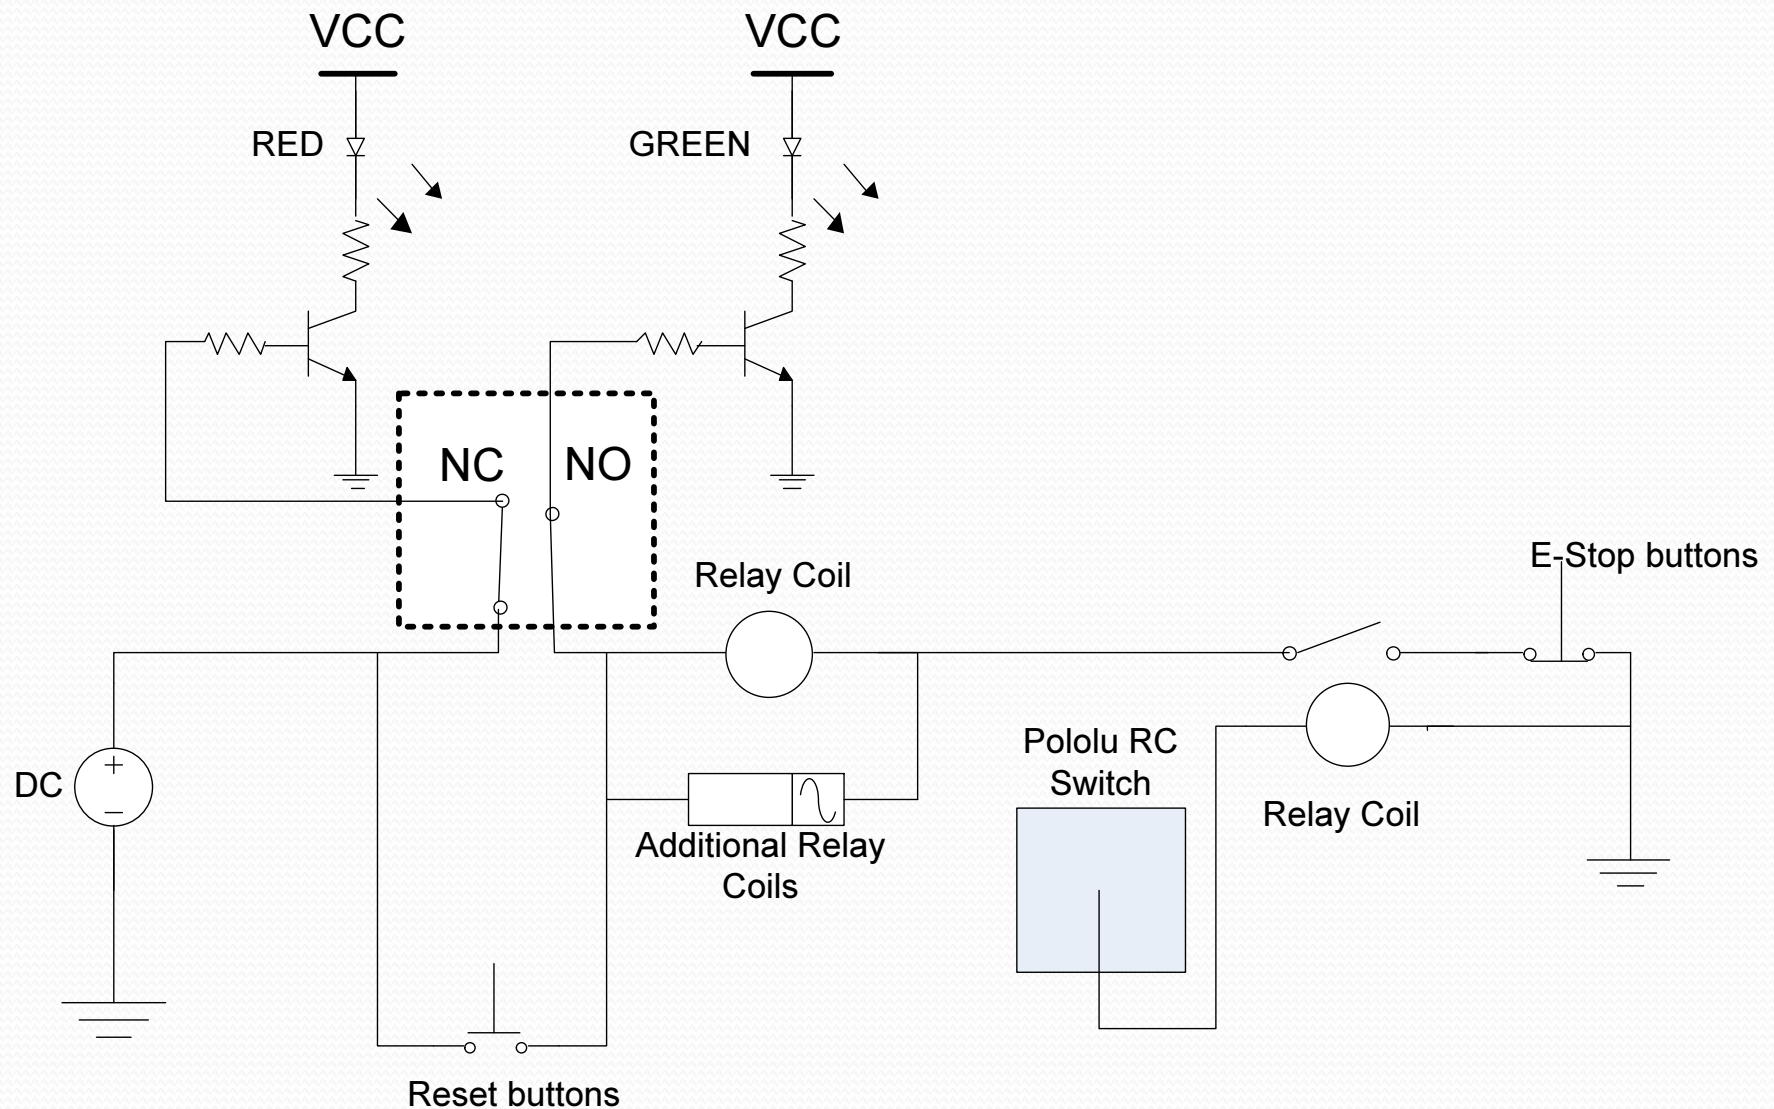 VCC
VCC
RED
GREEN
NC
NO
E-Stop buttons
Relay Coil
Pololu RC
Switch
DC
+
−
Relay Coil
Additional Relay
Coils
Reset buttons